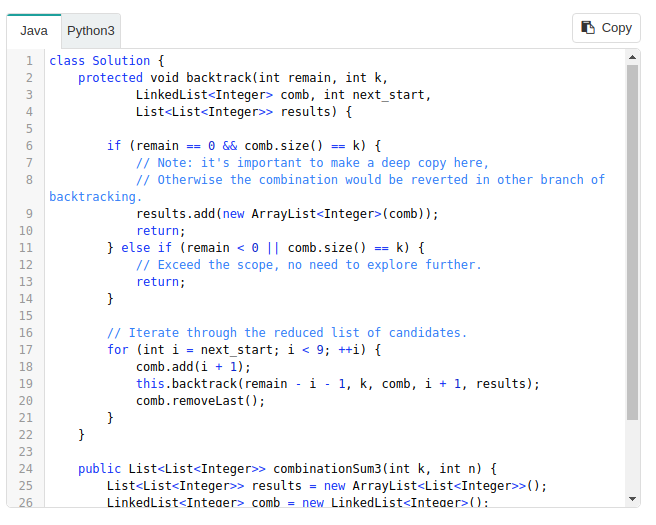 Java Python3 Copy
1 class Solution {
2     protected void backtrack(int remain, int k,
3             LinkedList<Integer> comb, int next_start,
4             List<List<Integer>> results) {
5
6         if (remain == 0 && comb.size() == k) {
7             // Note: it's important to make a deep copy here,
8             // Otherwise the combination would be reverted in other branch of
backtracking.
9             results.add(new ArrayList<Integer>(comb));
10             return;
11         } else if (remain < 0 || comb.size() == k) {
12             // Exceed the scope, no need to explore further.
13             return;
14         }
15
16         // Iterate through the reduced list of candidates.
17         for (int i = next_start; i < 9; ++i) {
18             comb.add(i + 1);
19             this.backtrack(remain - i - 1, k, comb, i + 1, results);
20             comb.removeLast();
21         }
22     }
23
24     public List<List<Integer>> combinationSum3(int k, int n) {
25         List<List<Integer>> results = new ArrayList<List<Integer>>();
26         LinkedList<Integer> comb = new LinkedList<Integer>();